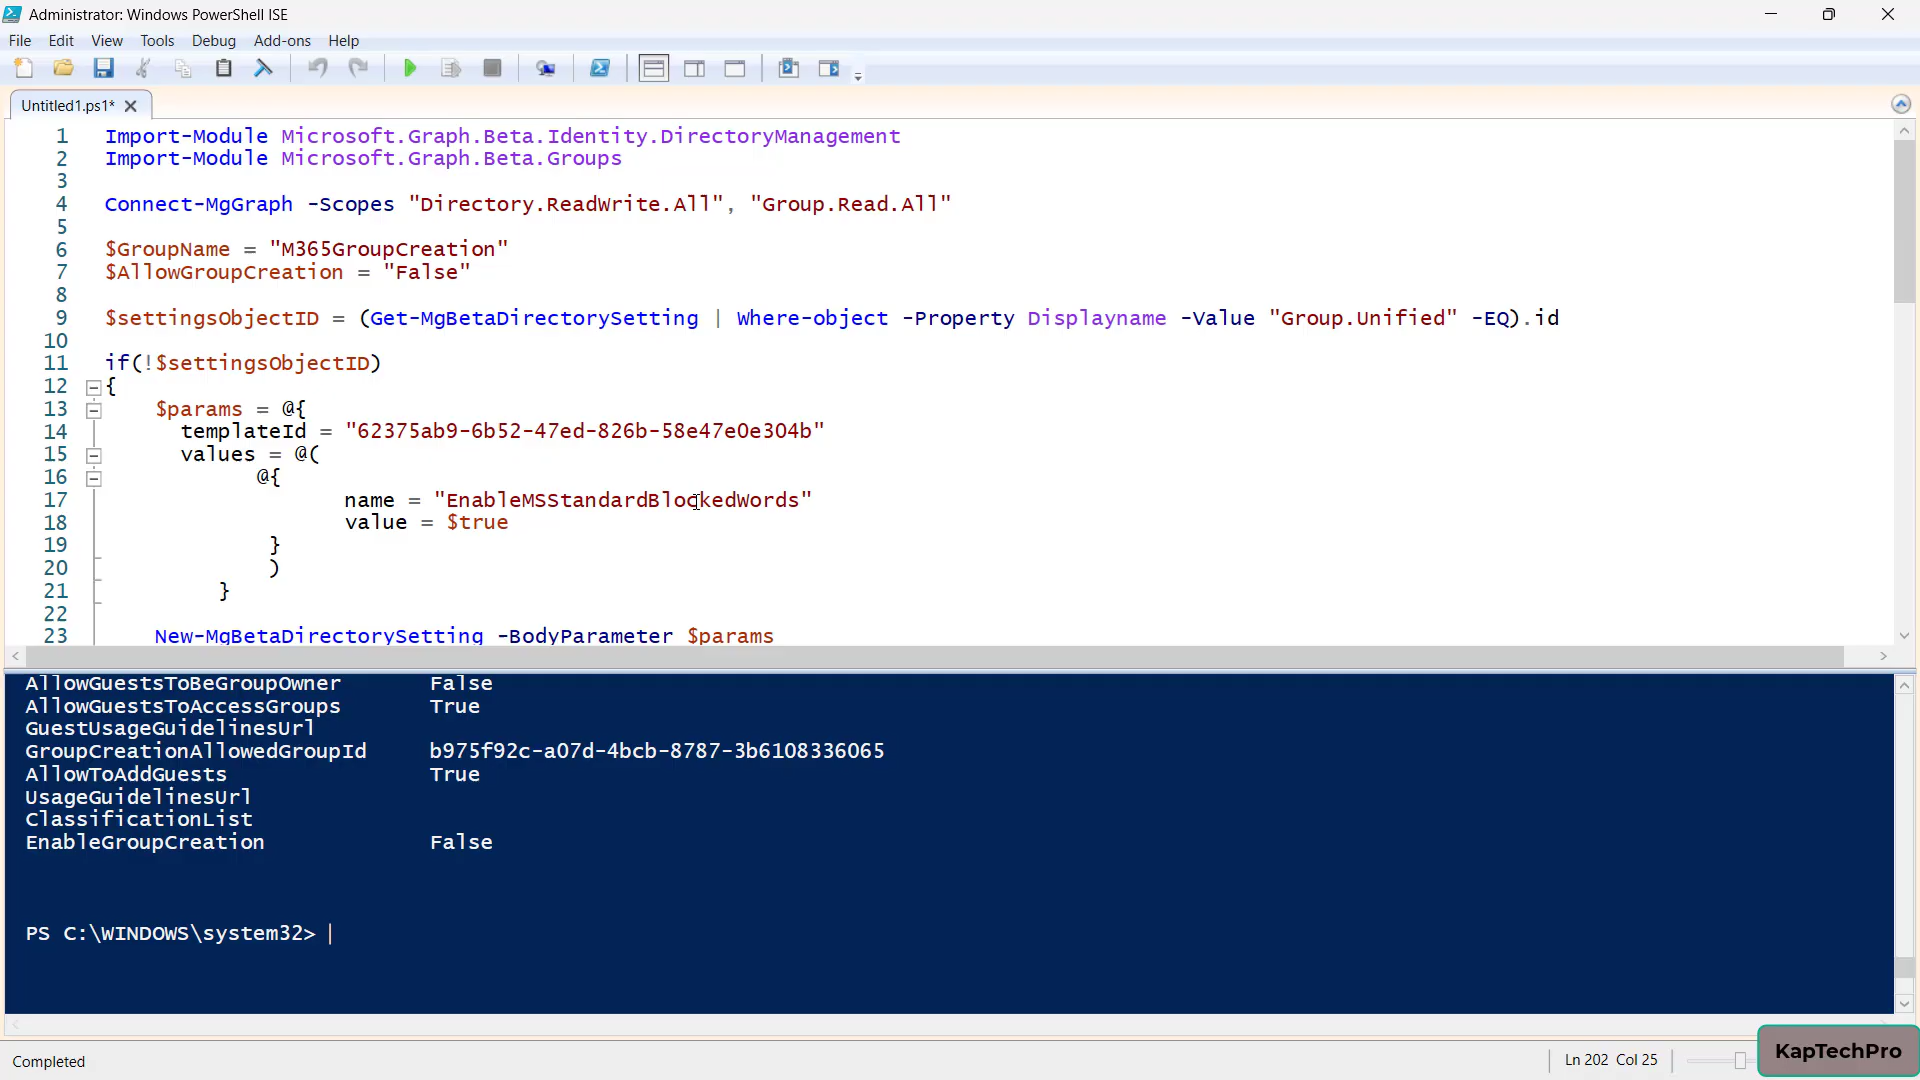 Administrator: Windows PowerShell ISE
File Edit View Tools Debug Add-ons Help
Untitled1.ps1*
1 Import-Module Microsoft.Graph.Beta.Identity.DirectoryManagement
2 Import-Module Microsoft.Graph.Beta.Groups
3
4 Connect-MgGraph -Scopes "Directory.ReadWrite.All", "Group.Read.All"
5
6 $GroupName = "M365GroupCreation"
7 $AllowGroupCreation = "False"
8
9 $settingsObjectID = (Get-MgBetaDirectorySetting | Where-object -Property Displayname -Value "Group.Unified" -EQ).id
10
11 if(!$settingsObjectID)
12 {
13 $params = @{
14 templateId = "62375ab9-6b52-47ed-826b-58e47e0e304b"
15 values = @(
16 @{
17 name = "EnableMSStandardBlockedWords"
18 value = $true
19 }
20 )
21 }
22
23 New-MgBetaDirectorySetting -BodyParameter $params
AllowGuestsToBeGroupOwner False
AllowGuestsToAccessGroups True
GuestUsageGuidelinesUrl
GroupCreationAllowedGroupId b975f92c-a07d-4bcb-8787-3b6108336065
AllowToAddGuests True
UsageGuidelinesUrl
ClassificationList
EnableGroupCreation False
PS C:\WINDOWS\system32>
Completed
Ln 202 Col 25
KapTechPro